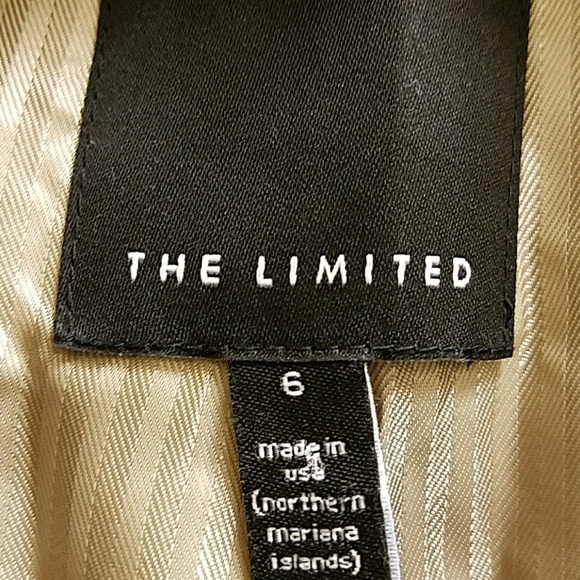 THE LIMITED
6
made in
usa
(northern
mariana
islands)